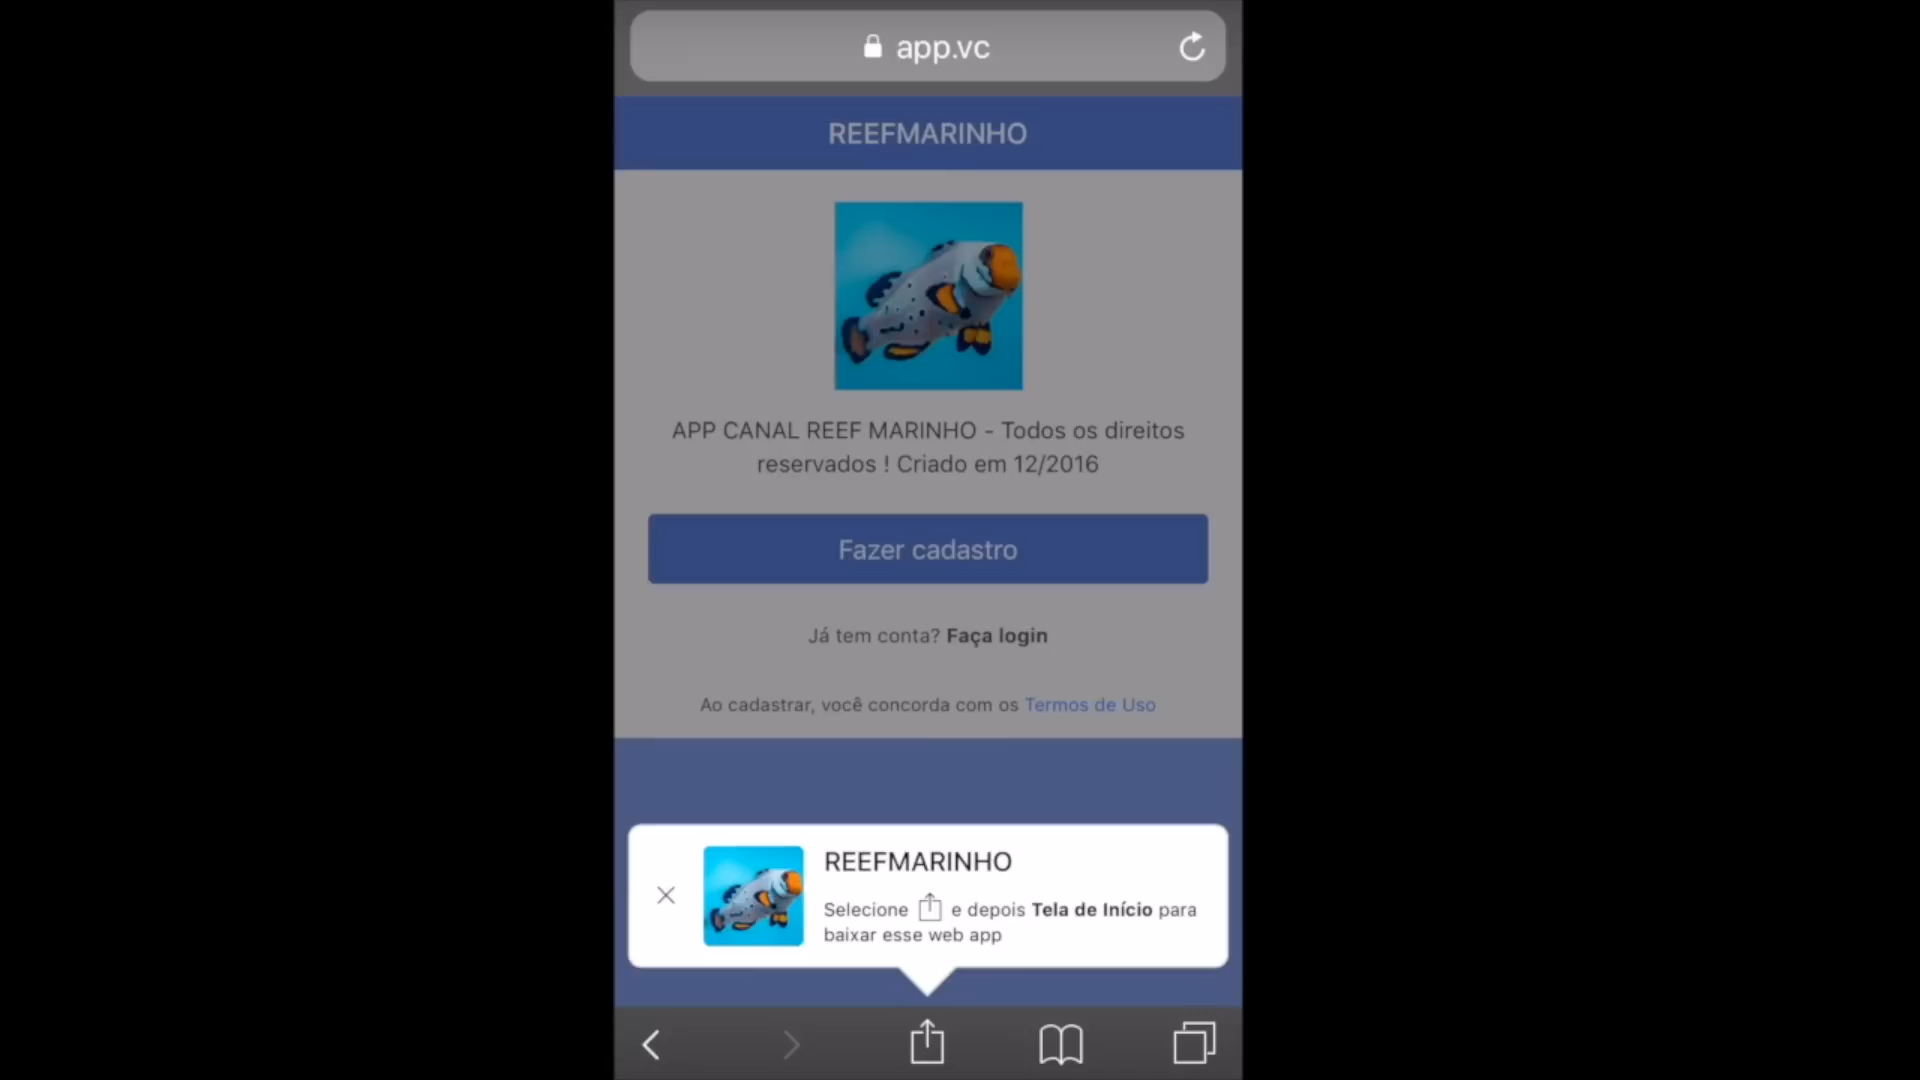 app.vc
REEFMARINHO
APP CANAL REEF MARINHO - Todos os direitos
reservados ! Criado em 12/2016
Fazer cadastro
Já tem conta? Faça login
Ao cadastrar, você concorda com os Termos de Uso
REEFMARINHO
Selecione e depois Tela de Início para
baixar esse web app